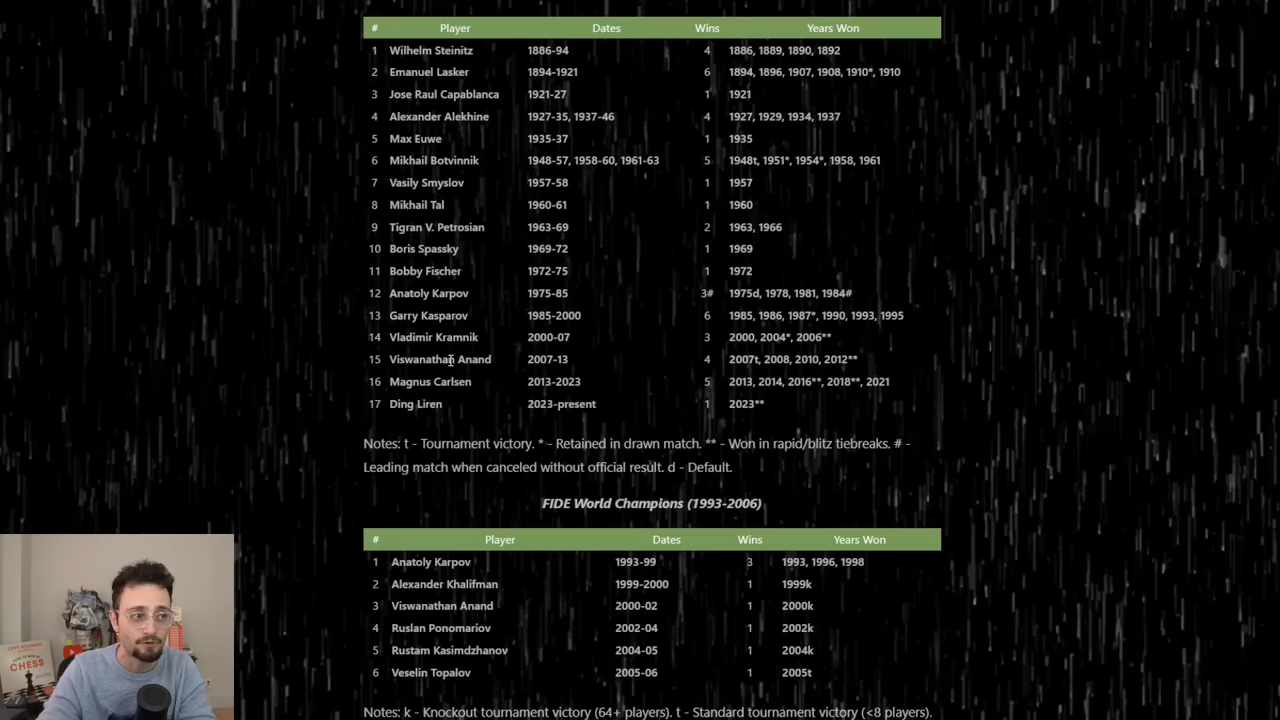 # Player Dates Wins Years Won
1 Wilhelm Steinitz 1886-94 4 1886, 1889, 1890, 1892
2 Emanuel Lasker 1894-1921 6 1894, 1896, 1907, 1908, 1910*, 1910
3 Jose Raul Capablanca 1921-27 1 1921
4 Alexander Alekhine 1927-35, 1937-46 4 1927, 1929, 1934, 1937
5 Max Euwe 1935-37 1 1935
6 Mikhail Botvinnik 1948-57, 1958-60, 1961-63 5 1948t, 1951*, 1954*, 1958, 1961
7 Vasily Smyslov 1957-58 1 1957
8 Mikhail Tal 1960-61 1 1960
9 Tigran V. Petrosian 1963-69 2 1963, 1966
10 Boris Spassky 1969-72 1 1969
11 Bobby Fischer 1972-75 1 1972
12 Anatoly Karpov 1975-85 3# 1975d, 1978, 1981, 1984#
13 Garry Kasparov 1985-2000 6 1985, 1986, 1987*, 1990, 1993, 1995
14 Vladimir Kramnik 2000-07 3 2000, 2004*, 2006**
15 Viswanathan Anand 2007-13 4 2007t, 2008, 2010, 2012**
16 Magnus Carlsen 2013-2023 5 2013, 2014, 2016**, 2018**, 2021
17 Ding Liren 2023-present 1 2023**
Notes: t - Tournament victory. * - Retained in drawn match. ** - Won in rapid/blitz tiebreaks. # -
Leading match when canceled without official result. d - Default.
FIDE World Champions (1993-2006)
# Player Dates Wins Years Won
1 Anatoly Karpov 1993-99 3 1993, 1996, 1998
2 Alexander Khalifman 1999-2000 1 1999k
3 Viswanathan Anand 2000-02 1 2000k
4 Ruslan Ponomariov 2002-04 1 2002k
5 Rustam Kasimdzhanov 2004-05 1 2004k
6 Veselin Topalov 2005-06 1 2005t
Notes: k - Knockout tournament victory (64+ players). t - Standard tournament victory (<8 players).
CHESS